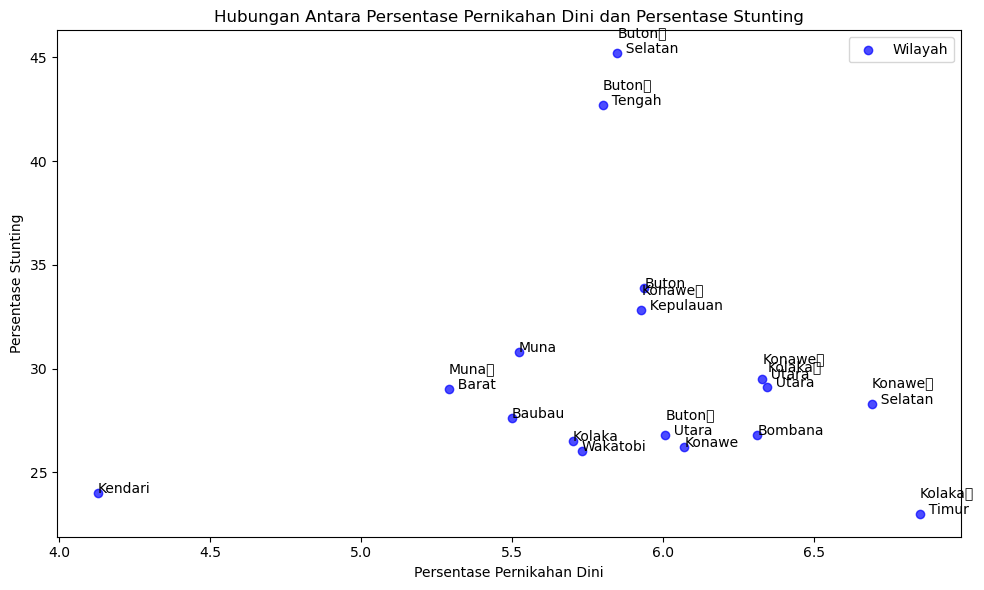 Hubungan Antara Persentase Pernikahan Dini dan Persentase Stunting
Wilayah
Buton
Selatan
Buton
Tengah
Buton
Konawe
Kepulauan
Muna
Muna
Barat
Konawe
Utara
Kolaka
Utara
Konawe
Selatan
Baubau
Kolaka
Wakatobi
Buton
Utara
Konawe
Bombana
Kendari
Kolaka
Timur
Persentase Stunting
45
40
35
30
25
4.0 4.5 5.0 5.5 6.0 6.5
Persentase Pernikahan Dini